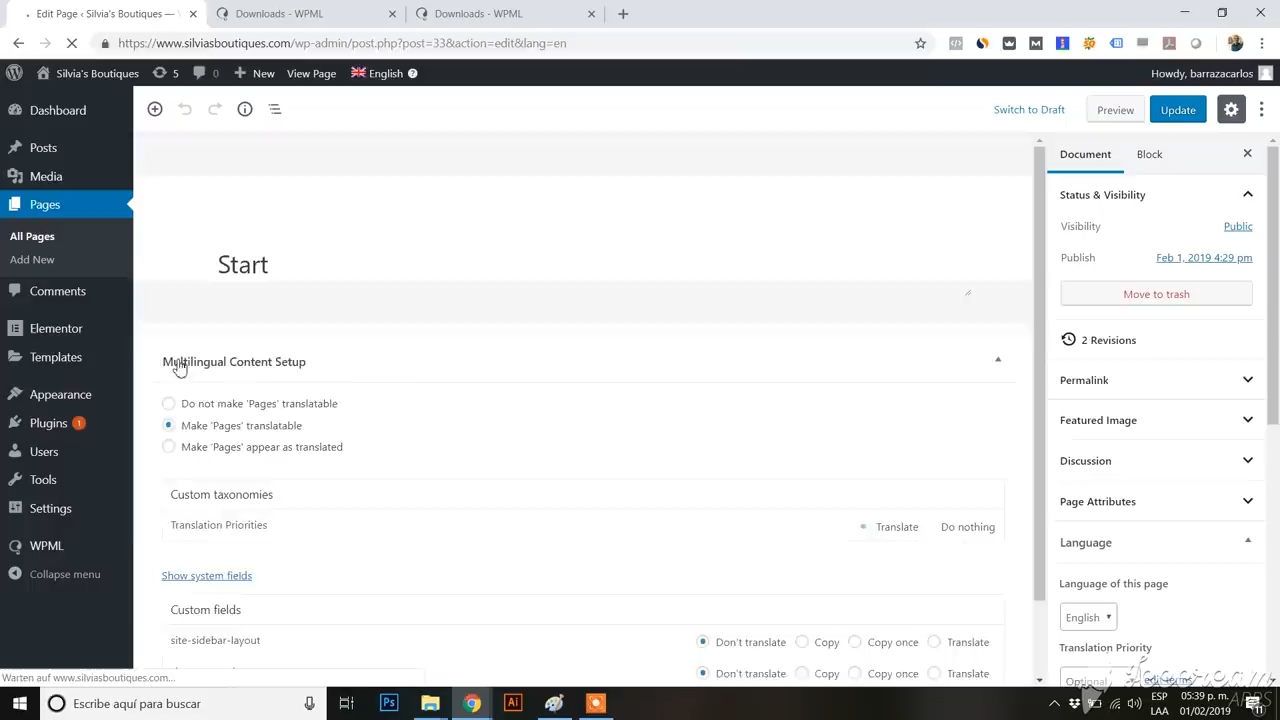 Edit Page ‹ Silvia's Boutiques —
Downloads - WPML
Downloads - WPML
https://www.silviasboutiques.com/wp-admin/post.php?post=33&action=edit&lang=en
Silvia's Boutiques
5
0
New
View Page
English
Howdy, barrazacarlos
Dashboard
Posts
Media
Pages
All Pages
Add New
Comments
Elementor
Templates
Appearance
Plugins 1
Users
Tools
Settings
WPML
Collapse menu
Switch to Draft
Preview
Update
Start
Multilingual Content Setup
Do not make 'Pages' translatable
Make 'Pages' translatable
Make 'Pages' appear as translated
Custom taxonomies
Translation Priorities
Translate
Do nothing
Show system fields
Custom fields
site-sidebar-layout
Don't translate
Copy
Copy once
Translate
Don't translate
Copy
Copy once
Translate
Document
Block
Status & Visibility
Visibility
Public
Publish
Feb 1, 2019 4:29 pm
Move to trash
2 Revisions
Permalink
Featured Image
Discussion
Page Attributes
Language
Language of this page
English
Translation Priority
Optional
edit terms
Warten auf www.silviasboutiques.com...
Escribe aquí para buscar
Ps
Ai
ESP
LAA
05:39 p. m.
01/02/2019
Icecream
APPS